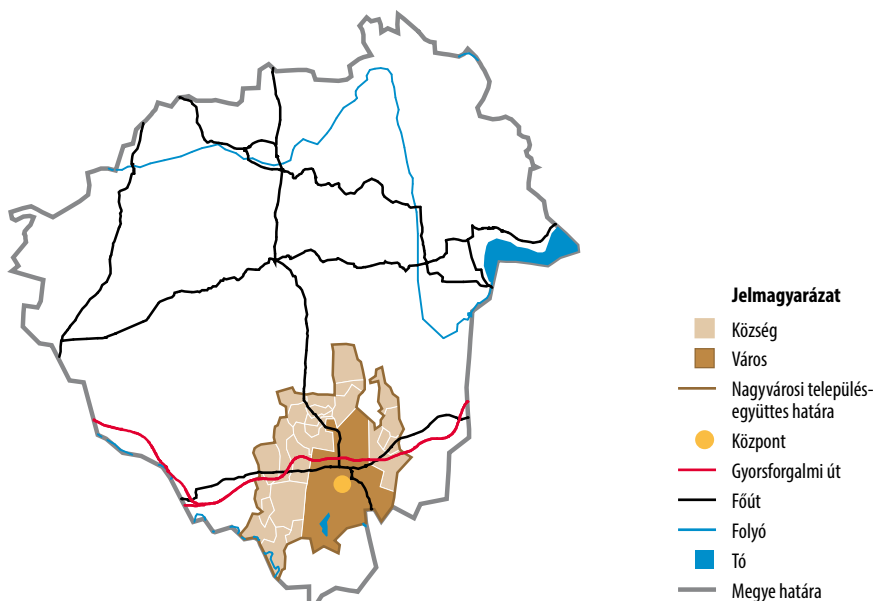 Jelmagyarázat
Község
Város
Nagyvárosi település-
együttes határa
Központ
Gyorsforgalmi út
Főút
Folyó
Tó
Megye határa